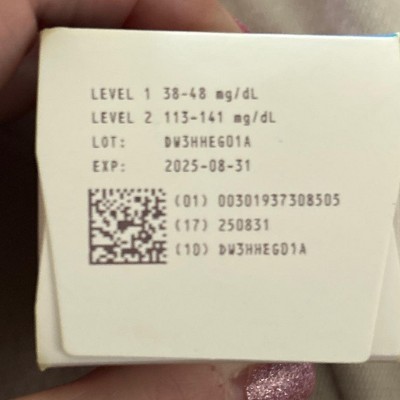 LEVEL 1 38-48 mg/dL
LEVEL 2 113-141 mg/dL
LOT: DW3HHEG01A
EXP: 2025-08-31
(01) 00301937308505
(17) 250831
(10) DW3HHEG01A